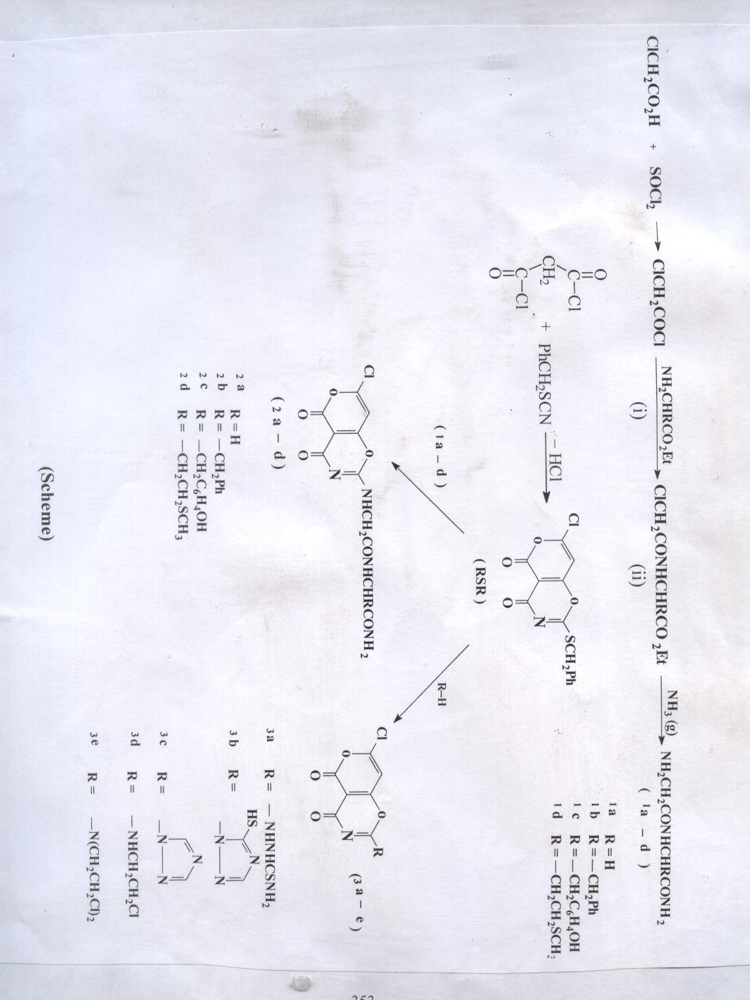 ClCH₂CO₂H + SOCl₂ → ClCH₂COCl NH₂CHRCO₂Et → ClCH₂CONHCHRCO₂Et NH₃(g) → NH₂CH₂CONHCHRCONH₂
(i) (ii) (1a – d)
1a R = H
1b R = —CH₂Ph
1c R = —CH₂C₆H₄OH
1d R = —CH₂CH₂SCH₃
O
C—Cl
CH₂ + PhCH₂SCN – HCl →
C—Cl
O
Cl O SCH₂Ph
O N
O O
(RSR)
(1a – d) R–H
Cl O NHCH₂CONHCHRCONH₂
O N
O O
(2a – d)
Cl O R
O N
O O
(3a – e)
2a R = H
2b R = —CH₂Ph
2c R = —CH₂C₆H₄OH
2d R = —CH₂CH₂SCH₃
3a R = —NHNHCSNH₂
HS N
3b R = —N—N
N
3c R = —N—N
3d R = —NHCH₂CH₂Cl
3e R = —N(CH₂CH₂Cl)₂
(Scheme)